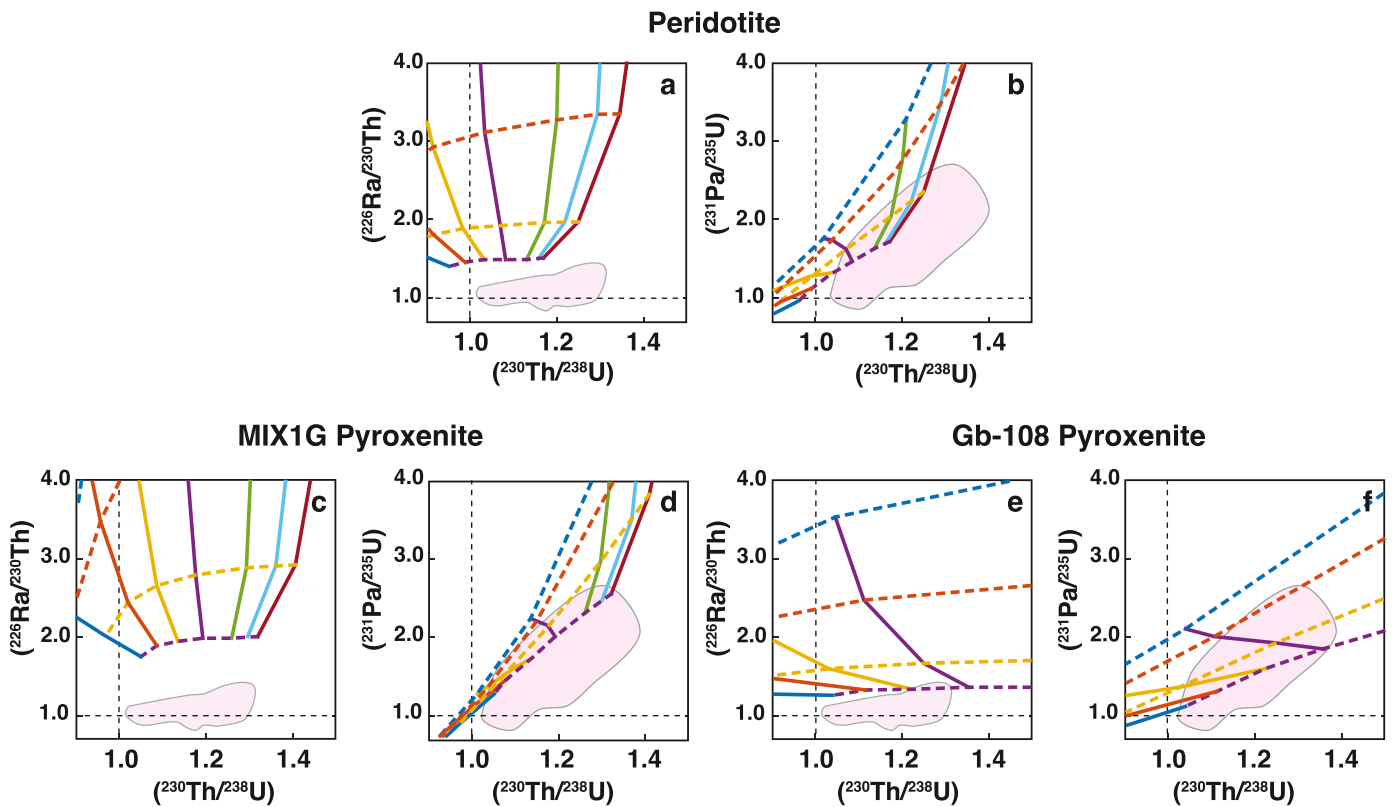 Peridotite
a
4.0
3.0
2.0
1.0
(²²⁶Ra/²³⁰Th)
1.0 1.2 1.4
(²³⁰Th/²³⁸U)
b
4.0
3.0
2.0
1.0
(²³¹Pa/²³⁵U)
1.0 1.2 1.4
(²³⁰Th/²³⁸U)
MIX1G Pyroxenite
c
4.0
3.0
2.0
1.0
(²²⁶Ra/²³⁰Th)
1.0 1.2 1.4
(²³⁰Th/²³⁸U)
d
4.0
3.0
2.0
1.0
(²³¹Pa/²³⁵U)
1.0 1.2 1.4
(²³⁰Th/²³⁸U)
Gb-108 Pyroxenite
e
4.0
3.0
2.0
1.0
(²²⁶Ra/²³⁰Th)
1.0 1.2 1.4
(²³⁰Th/²³⁸U)
f
4.0
3.0
2.0
1.0
(²³¹Pa/²³⁵U)
1.0 1.2 1.4
(²³⁰Th/²³⁸U)